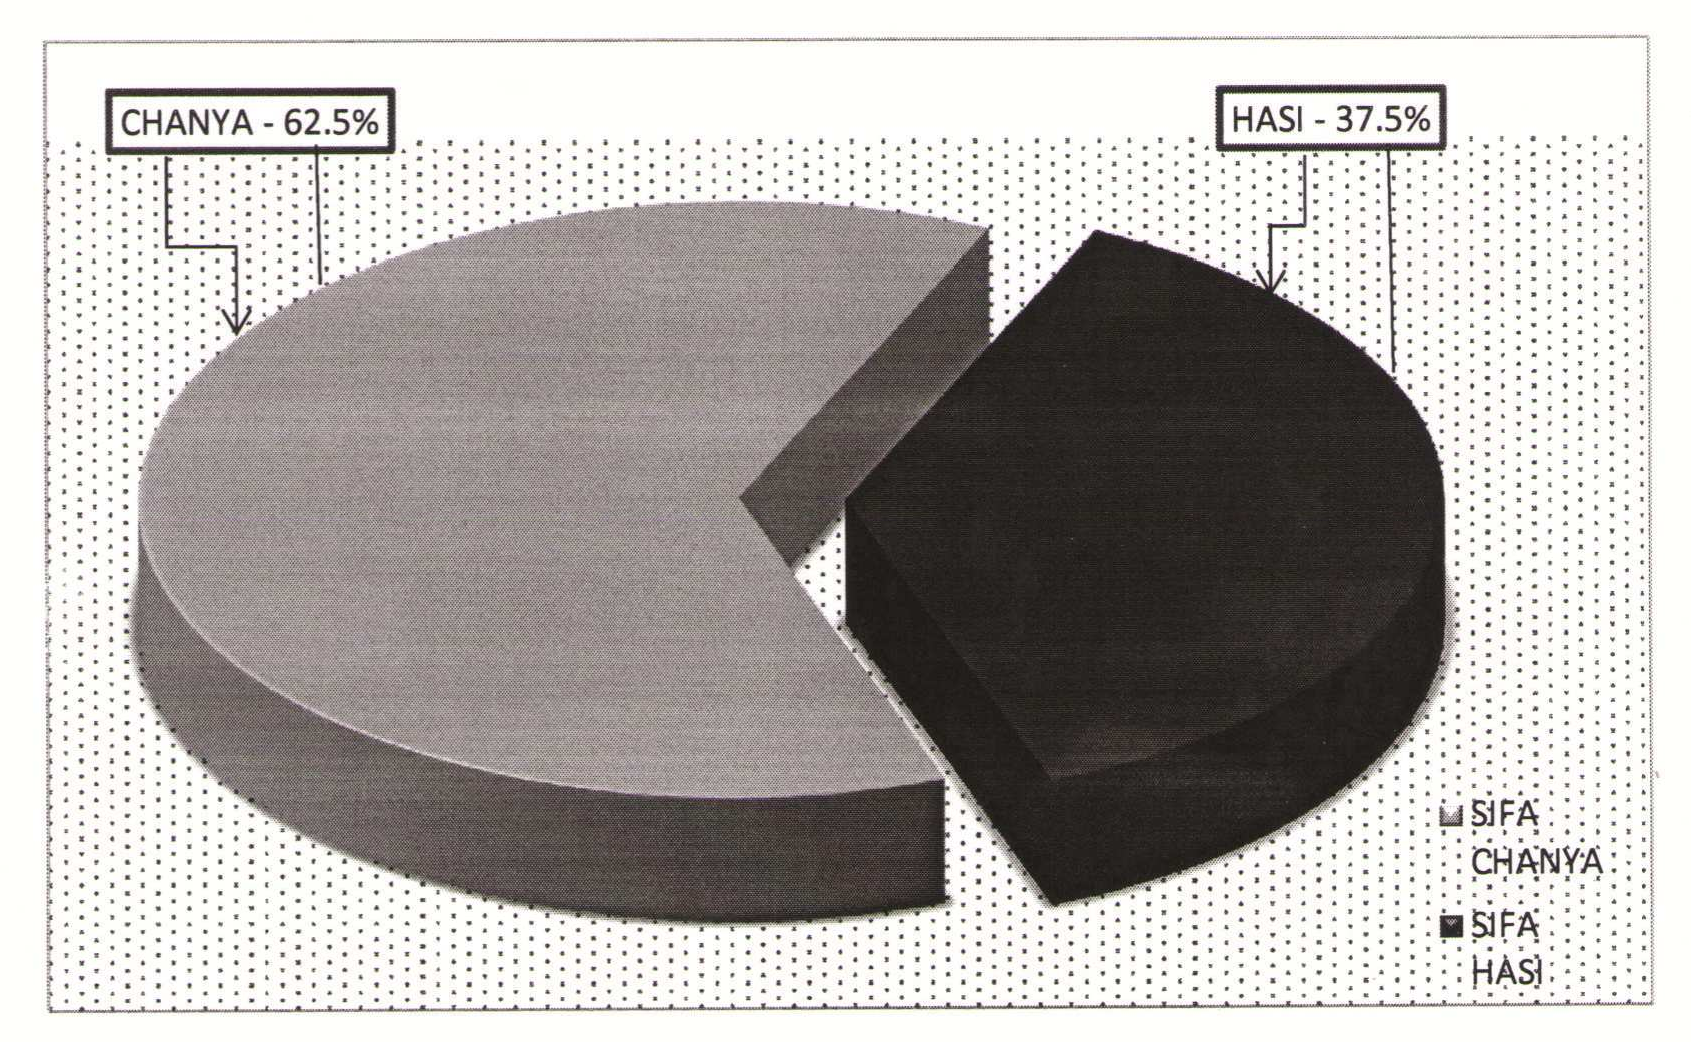 CHANYA - 62.5%
HASI - 37.5%
SIFA
CHANYA
SIFA
HASI